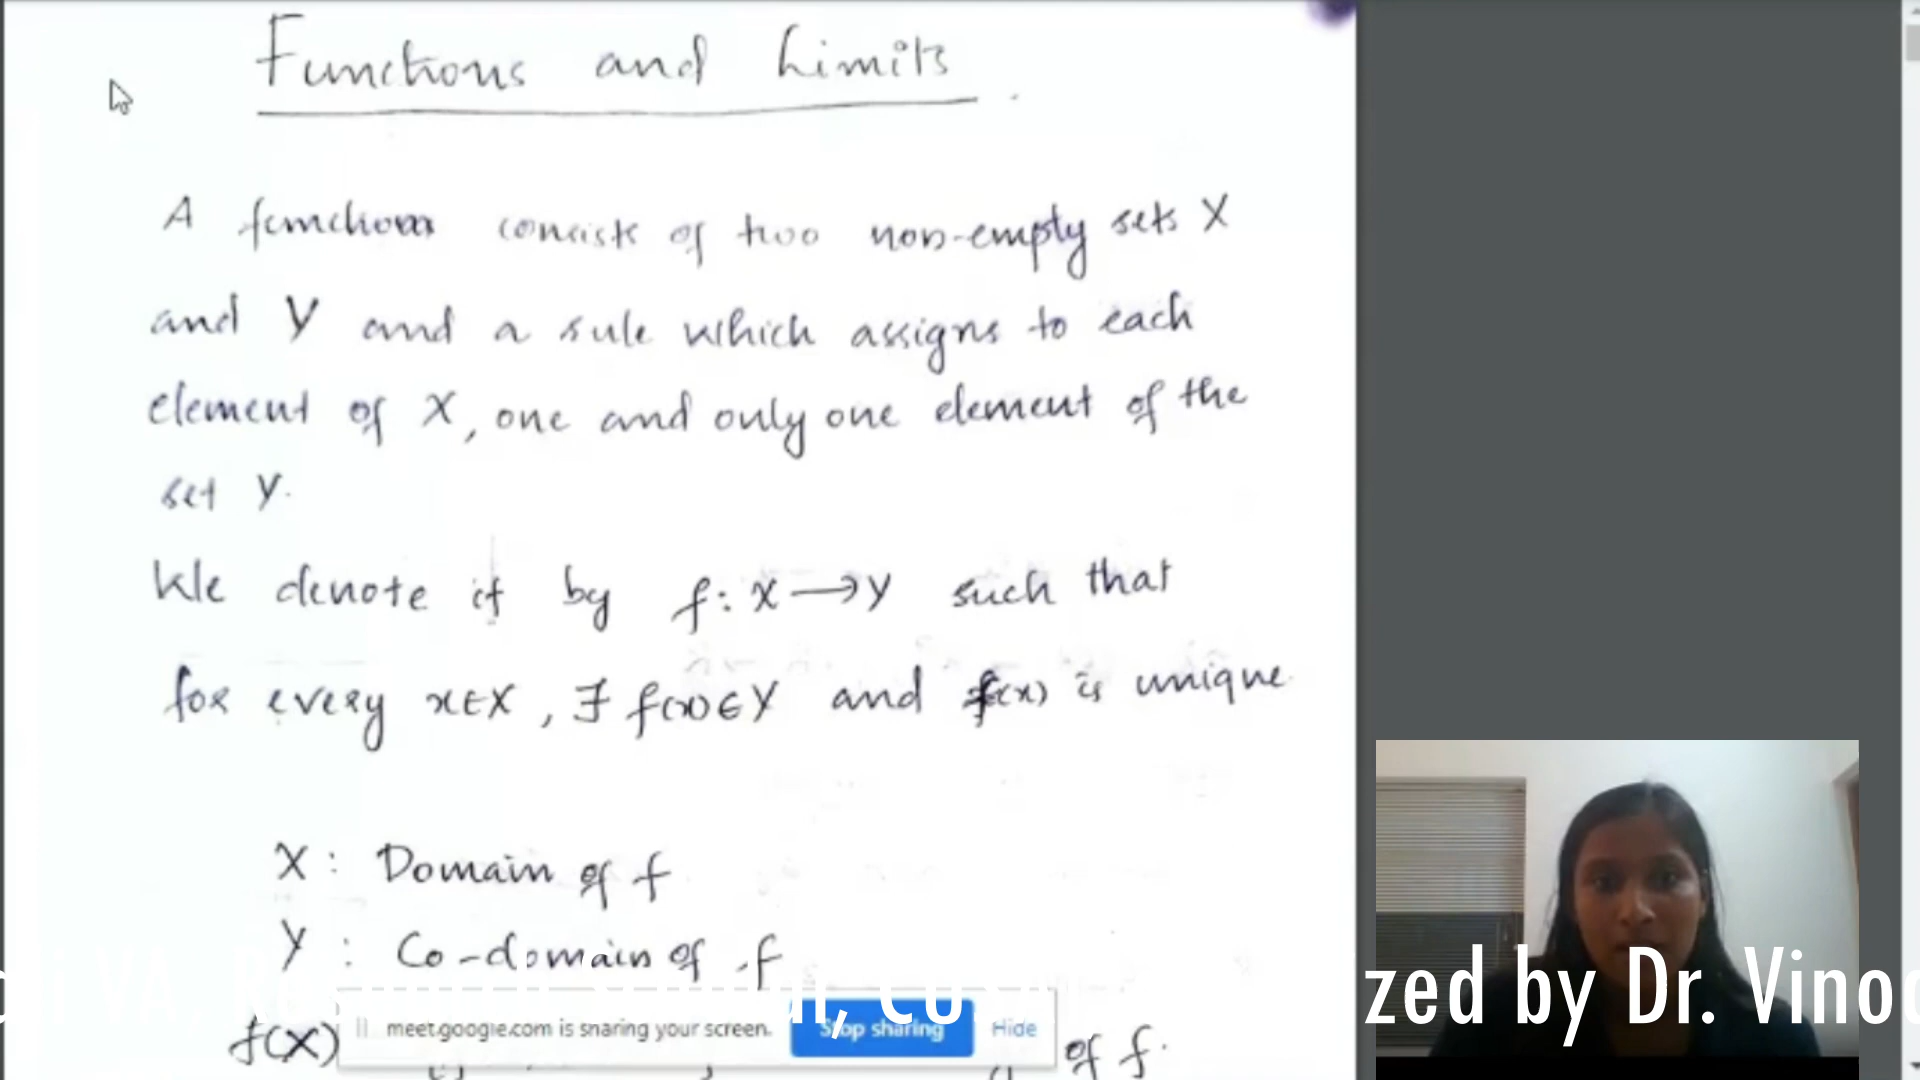 Functions and Limits
A function consists of two non-empty sets X
and Y and a rule which assigns to each
element of X, one and only one element of the
set Y.
We denote it by f: X → Y such that
for every x∈X, ∃ f(x)∈Y and f(x) is unique
X : Domain of f
Y : Co-domain of f
f(X) of f.
meet.google.com is sharing your screen. Stop sharing Hide
by Dr.